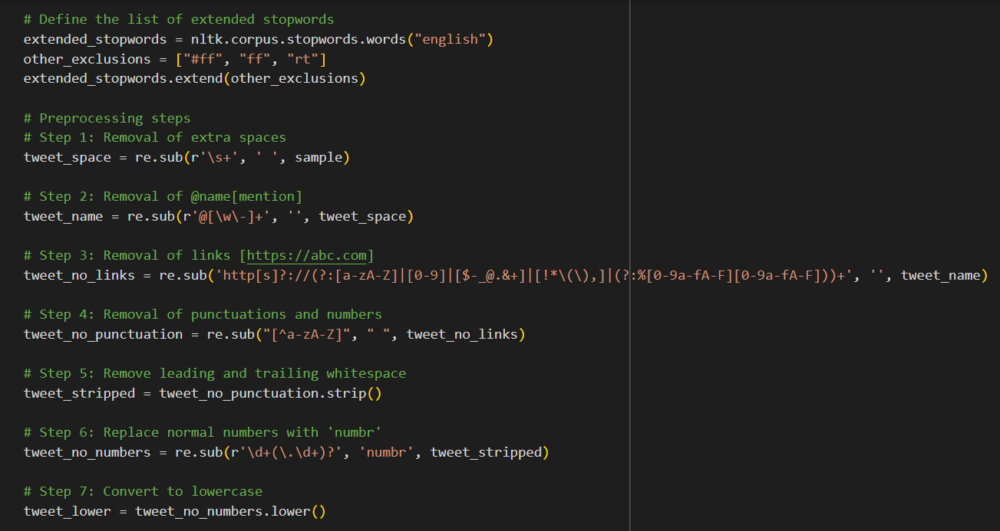 # Define the list of extended stopwords
extended_stopwords = nltk.corpus.stopwords.words("english")
other_exclusions = ["#ff", "ff", "rt"]
extended_stopwords.extend(other_exclusions)
# Preprocessing steps
# Step 1: Removal of extra spaces
tweet_space = re.sub(r'\s+', ' ', sample)
# Step 2: Removal of @name[mention]
tweet_name = re.sub(r'@[\w\-]+', '', tweet_space)
# Step 3: Removal of links [https://abc.com]
tweet_no_links = re.sub('http[s]?://(?:[a-zA-Z]|[0-9]|[$-_@.&+]|[!*\(\),]|(?:%[0-9a-fA-F][0-9a-fA-F]))+', '', tweet_name)
# Step 4: Removal of punctuations and numbers
tweet_no_punctuation = re.sub("[^a-zA-Z]", " ", tweet_no_links)
# Step 5: Remove leading and trailing whitespace
tweet_stripped = tweet_no_punctuation.strip()
# Step 6: Replace normal numbers with 'numbr'
tweet_no_numbers = re.sub(r'\d+(\.\d+)?', 'numbr', tweet_stripped)
# Step 7: Convert to lowercase
tweet_lower = tweet_no_numbers.lower()